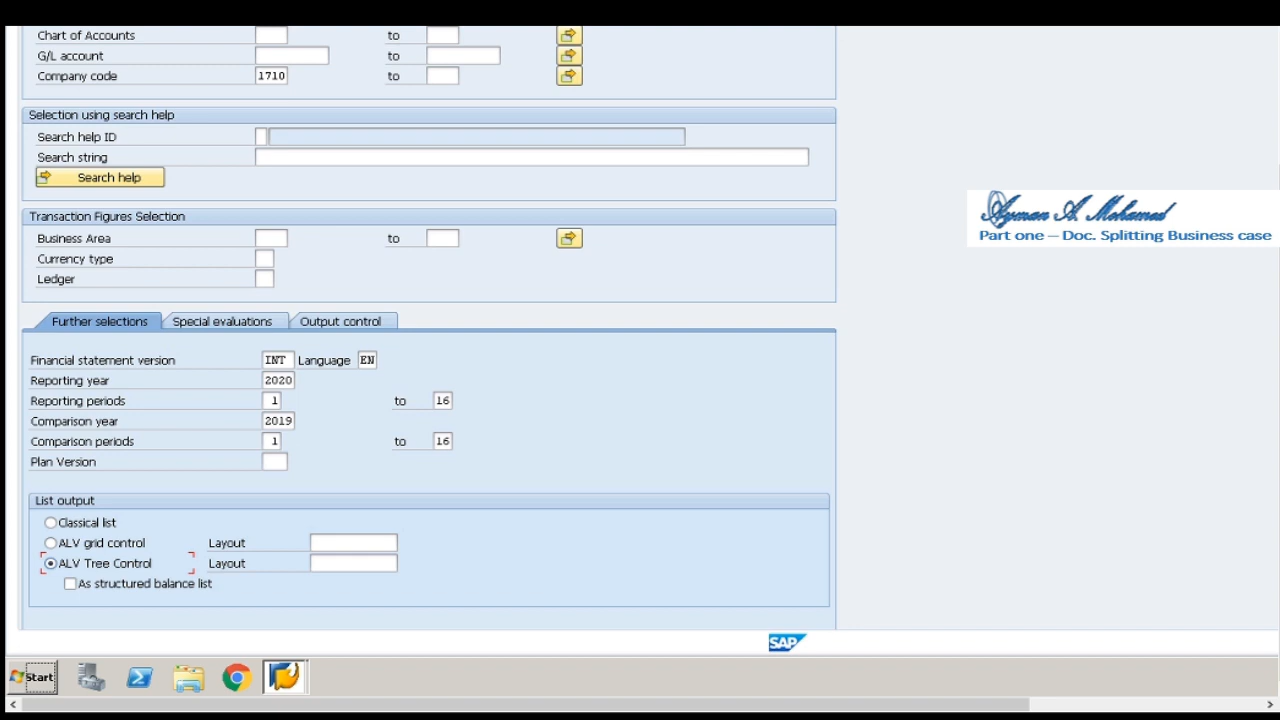 Chart of Accounts to
G/L account to
Company code 1710 to
Selection using search help
Search help ID
Search string
Search help
Transaction Figures Selection
Business Area to
Currency type
Ledger
Further selections Special evaluations Output control
Financial statement version INT Language EN
Reporting year 2020
Reporting periods 1 to 16
Comparison year 2019
Comparison periods 1 to 16
Plan Version
List output
Classical list
ALV grid control Layout
ALV Tree Control Layout
As structured balance list
Ayman A. Mohamed
Part one – Doc. Splitting Business case
SAP
Start